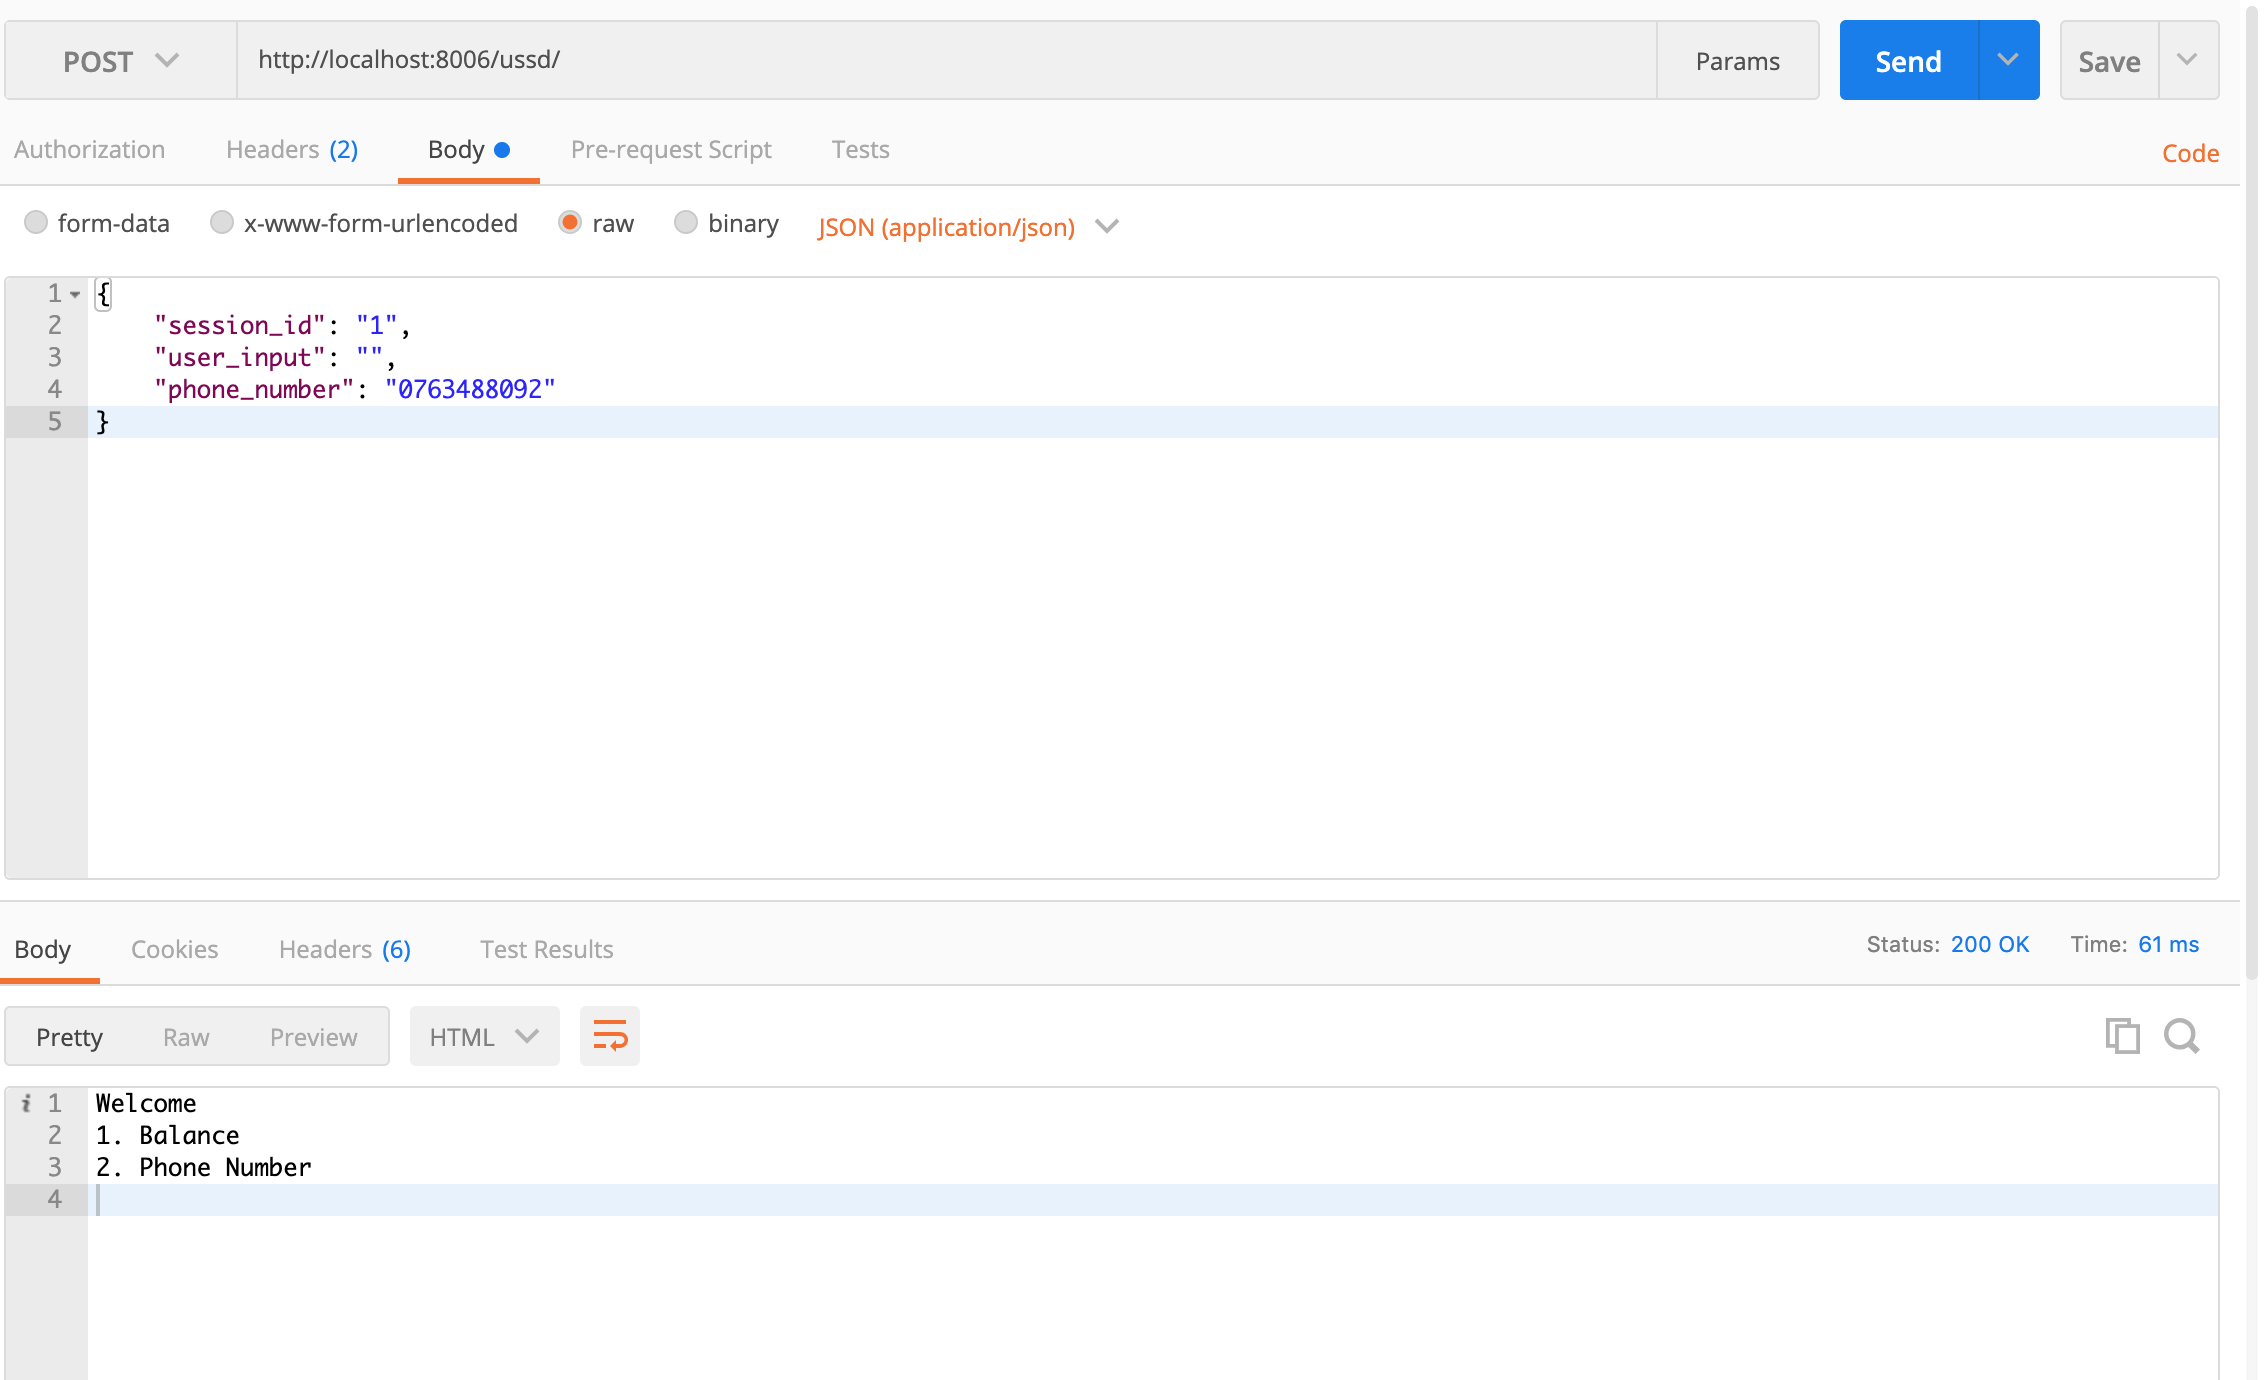 POST http://localhost:8006/ussd/ Params Send Save
Authorization Headers (2) Body Pre-request Script Tests Code
form-data x-www-form-urlencoded raw binary JSON (application/json)
1 {
2 "session_id": "1",
3 "user_input": "",
4 "phone_number": "0763488092"
5 }
Body Cookies Headers (6) Test Results Status: 200 OK Time: 61 ms
Pretty Raw Preview HTML
i 1 Welcome
2 1. Balance
3 2. Phone Number
4